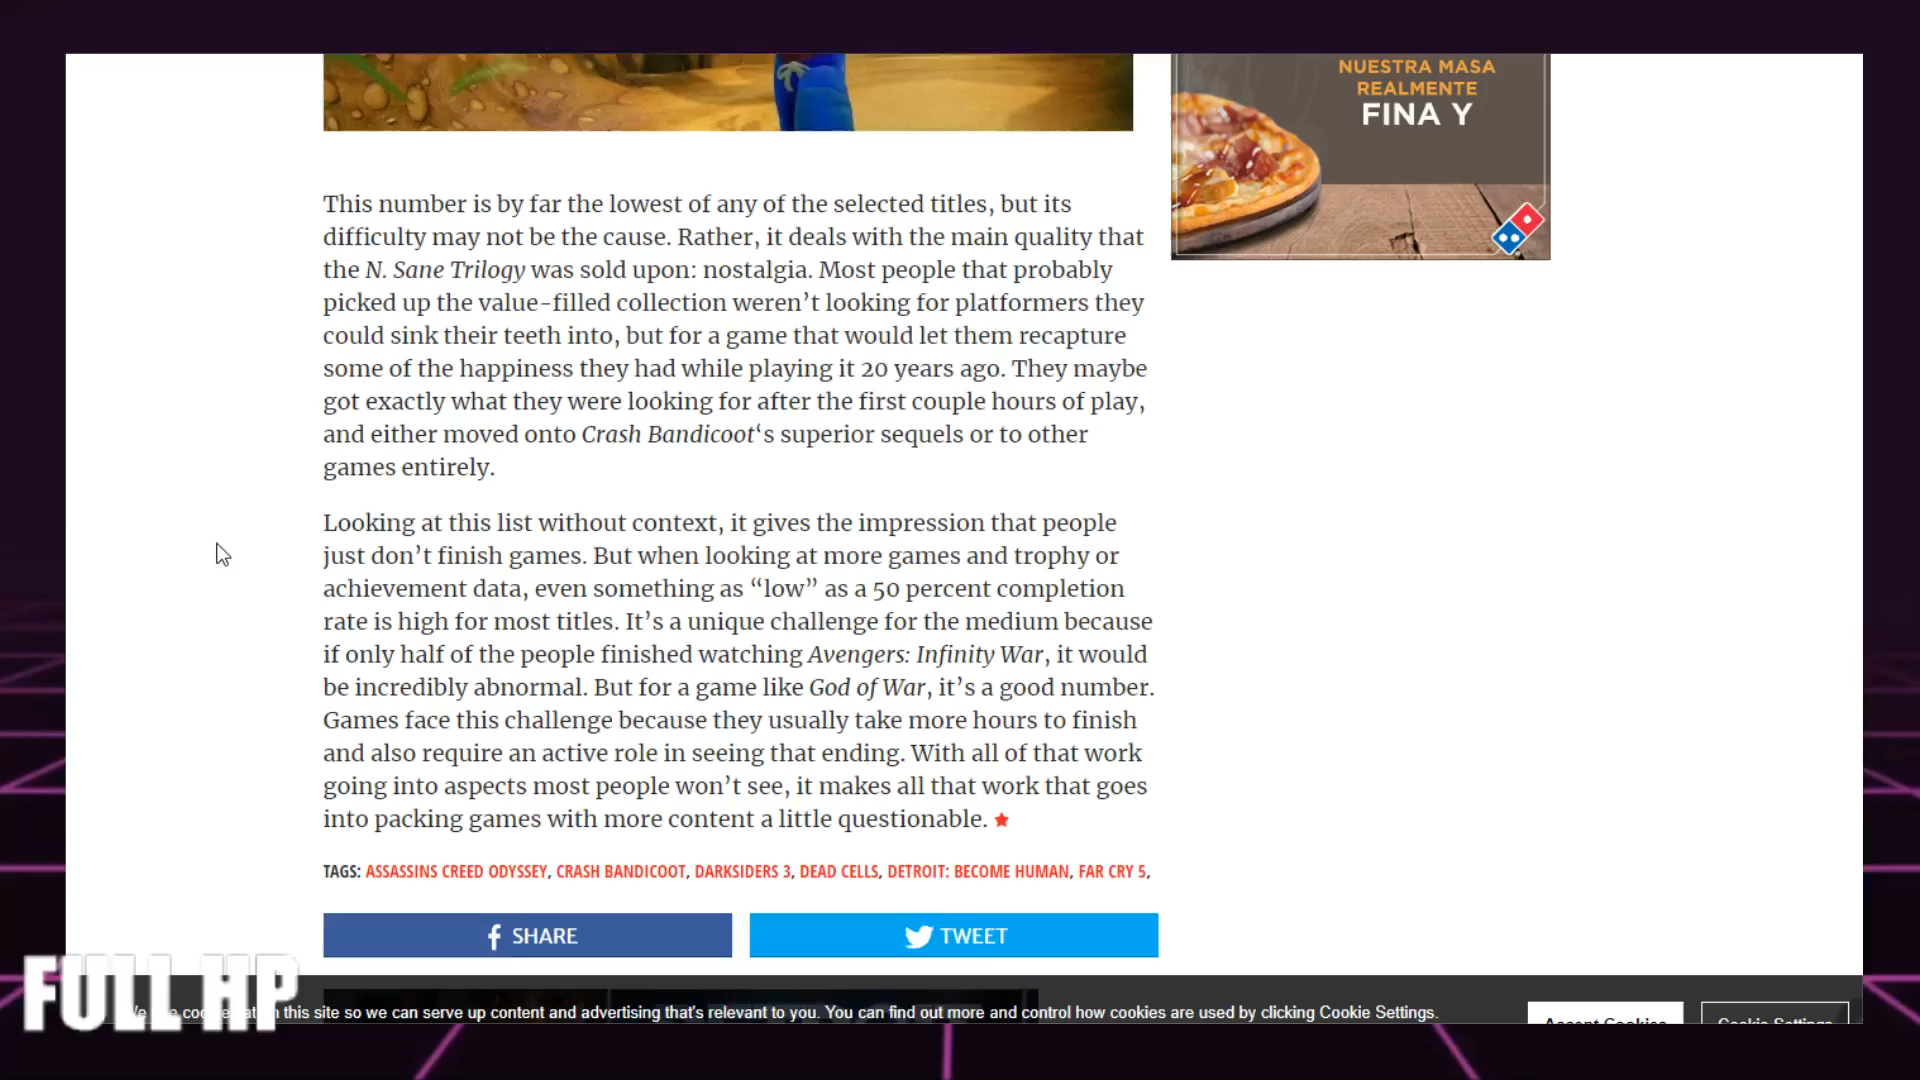 NUESTRA MASA
REALMENTE
FINA Y
This number is by far the lowest of any of the selected titles, but its
difficulty may not be the cause. Rather, it deals with the main quality that
the N. Sane Trilogy was sold upon: nostalgia. Most people that probably
picked up the value-filled collection weren’t looking for platformers they
could sink their teeth into, but for a game that would let them recapture
some of the happiness they had while playing it 20 years ago. They maybe
got exactly what they were looking for after the first couple hours of play,
and either moved onto Crash Bandicoot‘s superior sequels or to other
games entirely.
Looking at this list without context, it gives the impression that people
just don’t finish games. But when looking at more games and trophy or
achievement data, even something as “low” as a 50 percent completion
rate is high for most titles. It’s a unique challenge for the medium because
if only half of the people finished watching Avengers: Infinity War, it would
be incredibly abnormal. But for a game like God of War, it’s a good number.
Games face this challenge because they usually take more hours to finish
and also require an active role in seeing that ending. With all of that work
going into aspects most people won’t see, it makes all that work that goes
into packing games with more content a little questionable.
TAGS: ASSASSINS CREED ODYSSEY, CRASH BANDICOOT, DARKSIDERS 3, DEAD CELLS, DETROIT: BECOME HUMAN, FAR CRY 5,
SHARE
TWEET
FULL HP
this site so we can serve up content and advertising that's relevant to you. You can find out more and control how cookies are used by clicking Cookie Settings.
Accept Cookies
Cookie Settings